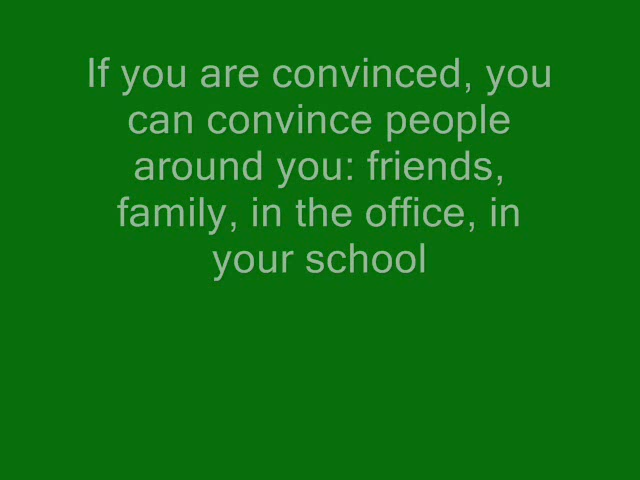 If you are convinced, you
can convince people
around you: friends,
family, in the office, in
your school